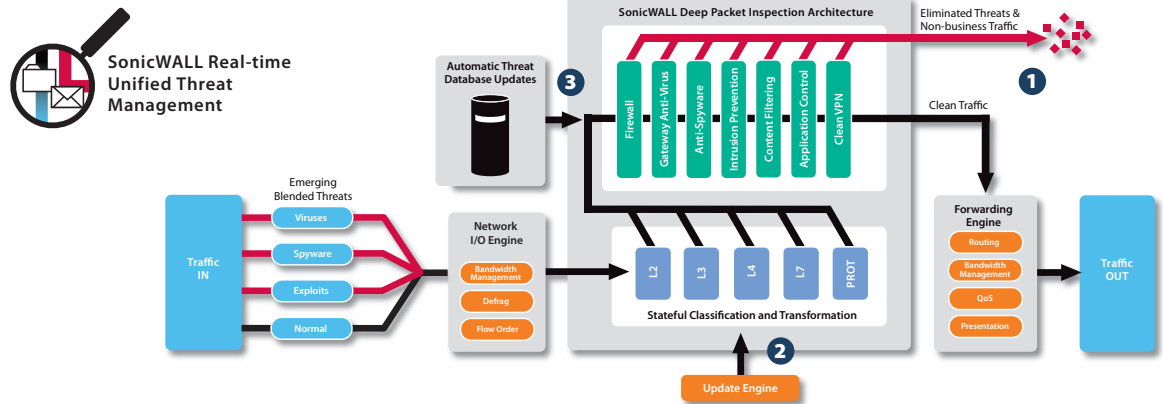 SonicWALL Real-time
Unified Threat
Management
SonicWALL Deep Packet Inspection Architecture
Eliminated Threats &
Non-business Traffic
1
Automatic Threat
Database Updates
3
Firewall
Gateway Anti-Virus
Anti-Spyware
Intrusion Prevention
Content Filtering
Application Control
Clean VPN
Clean Traffic
Traffic
IN
Emerging
Blended Threats
Viruses
Spyware
Exploits
Normal
Network
I/O Engine
Bandwidth
Management
Defrag
Flow Order
L2
L3
L4
L7
PROT
Stateful Classification and Transformation
2
Update Engine
Forwarding
Engine
Routing
Bandwidth
Management
QoS
Presentation
Traffic
OUT